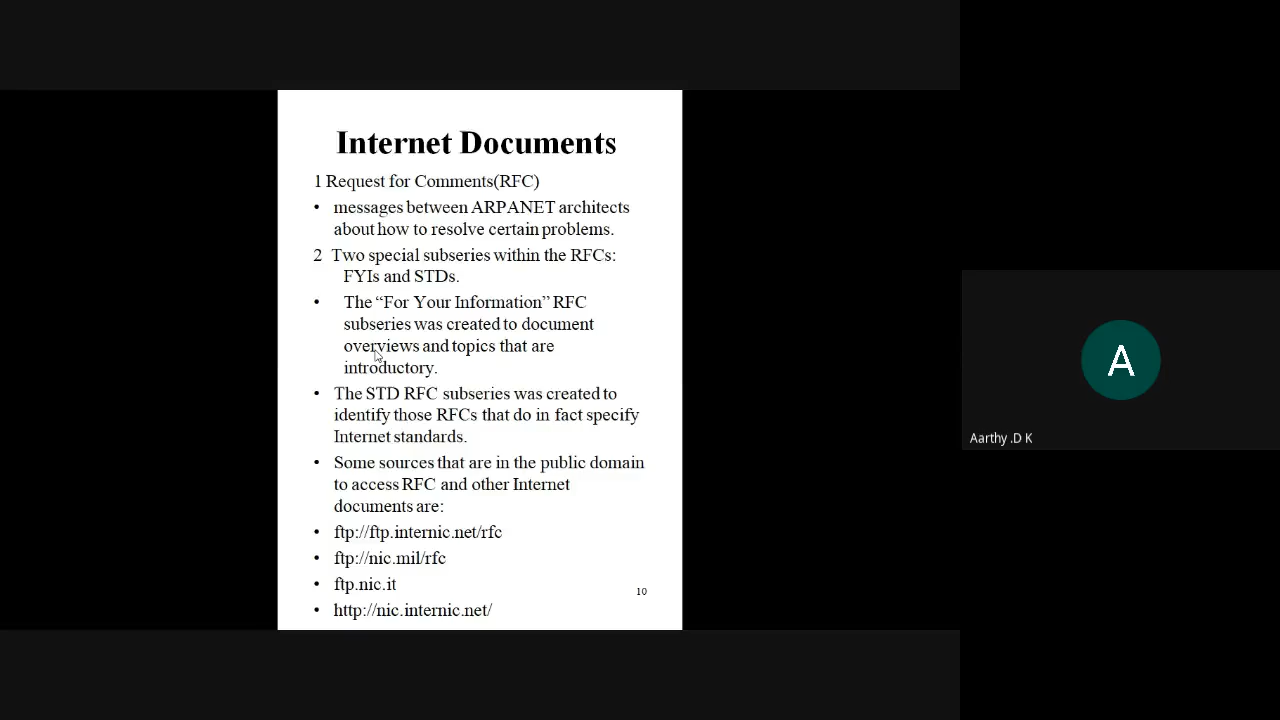 Internet Documents
1 Request for Comments(RFC)
• messages between ARPANET architects
about how to resolve certain problems.
2 Two special subseries within the RFCs:
FYIs and STDs.
• The “For Your Information” RFC
subseries was created to document
overviews and topics that are
introductory.
• The STD RFC subseries was created to
identify those RFCs that do in fact specify
Internet standards.
• Some sources that are in the public domain
to access RFC and other Internet
documents are:
• ftp://ftp.internic.net/rfc
• ftp://nic.mil/rfc
• ftp.nic.it
10
• http://nic.internic.net/
A
Aarthy .D K